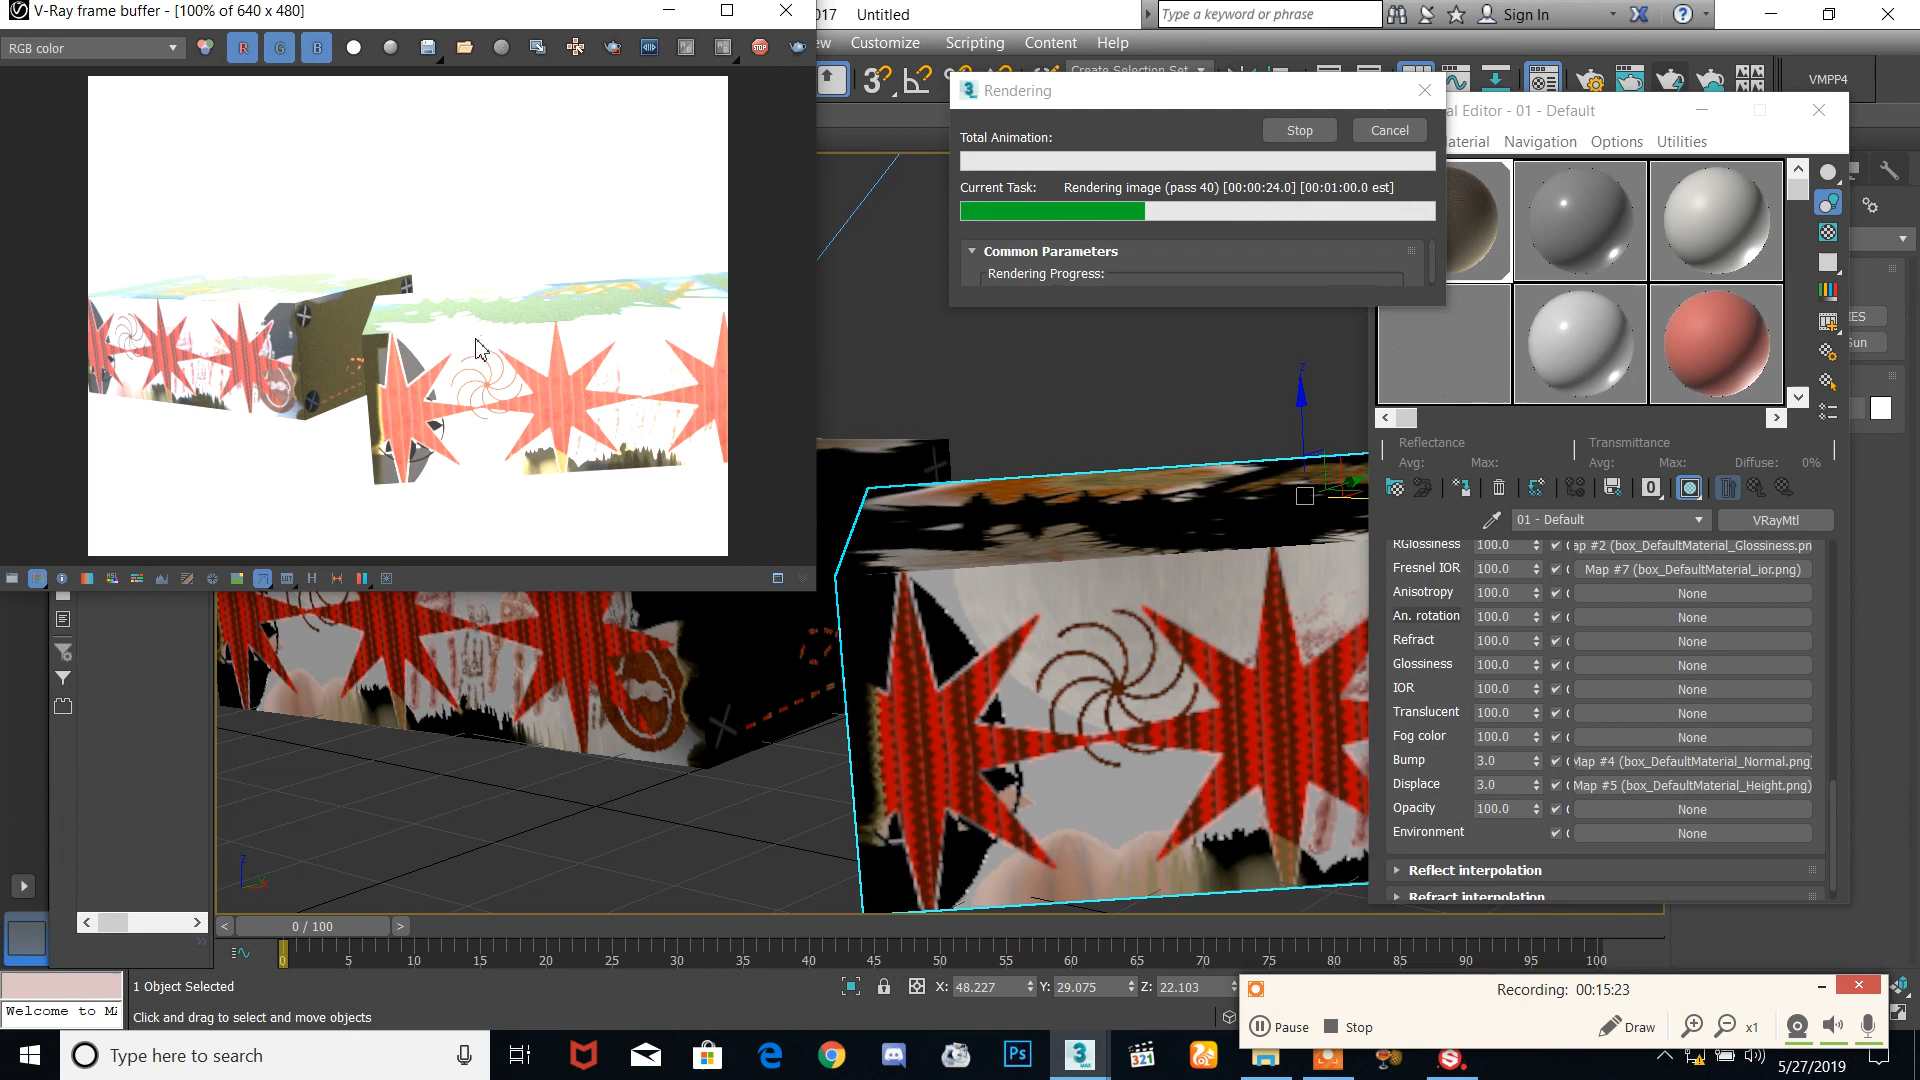 V-Ray frame buffer - [100% of 640 x 480]
017 Untitled
Type a keyword or phrase
Sign In
RGB color
R G B
STOP
ew Customize Scripting Content Help
Create Selection Set
VMPP4
Rendering
Total Animation:
Stop
Cancel
Current Task: Rendering image (pass 40) [00:00:24.0] [00:01:00.0 est]
Common Parameters
Rendering Progress:
al Editor - 01 - Default
aterial Navigation Options Utilities
IES
Sun
Reflectance
Avg: Max:
Transmittance
Avg: Max: Diffuse: 0%
01 - Default
VRayMtl
RGlossiness 100.0 ap #2 (box_DefaultMaterial_Glossiness.pn
Fresnel IOR 100.0 Map #7 (box_DefaultMaterial_ior.png)
Anisotropy 100.0 None
An. rotation 100.0 None
Refract 100.0 None
Glossiness 100.0 None
IOR 100.0 None
Translucent 100.0 None
Fog color 100.0 None
Bump 3.0 Map #4 (box_DefaultMaterial_Normal.png)
Displace 3.0 Map #5 (box_DefaultMaterial_Height.png)
Opacity 100.0 None
Environment None
Reflect interpolation
Refract interpolation
0 / 100
0 5 10 15 20 25 30 35 40 45 50 55 60 65 70 75 80 85 90 95 100
1 Object Selected
X: 48.227 Y: 29.075 Z: 22.103
Welcome to MA
Click and drag to select and move objects
Recording: 00:15:23
Pause Stop Draw x1
Type here to search
5/27/2019